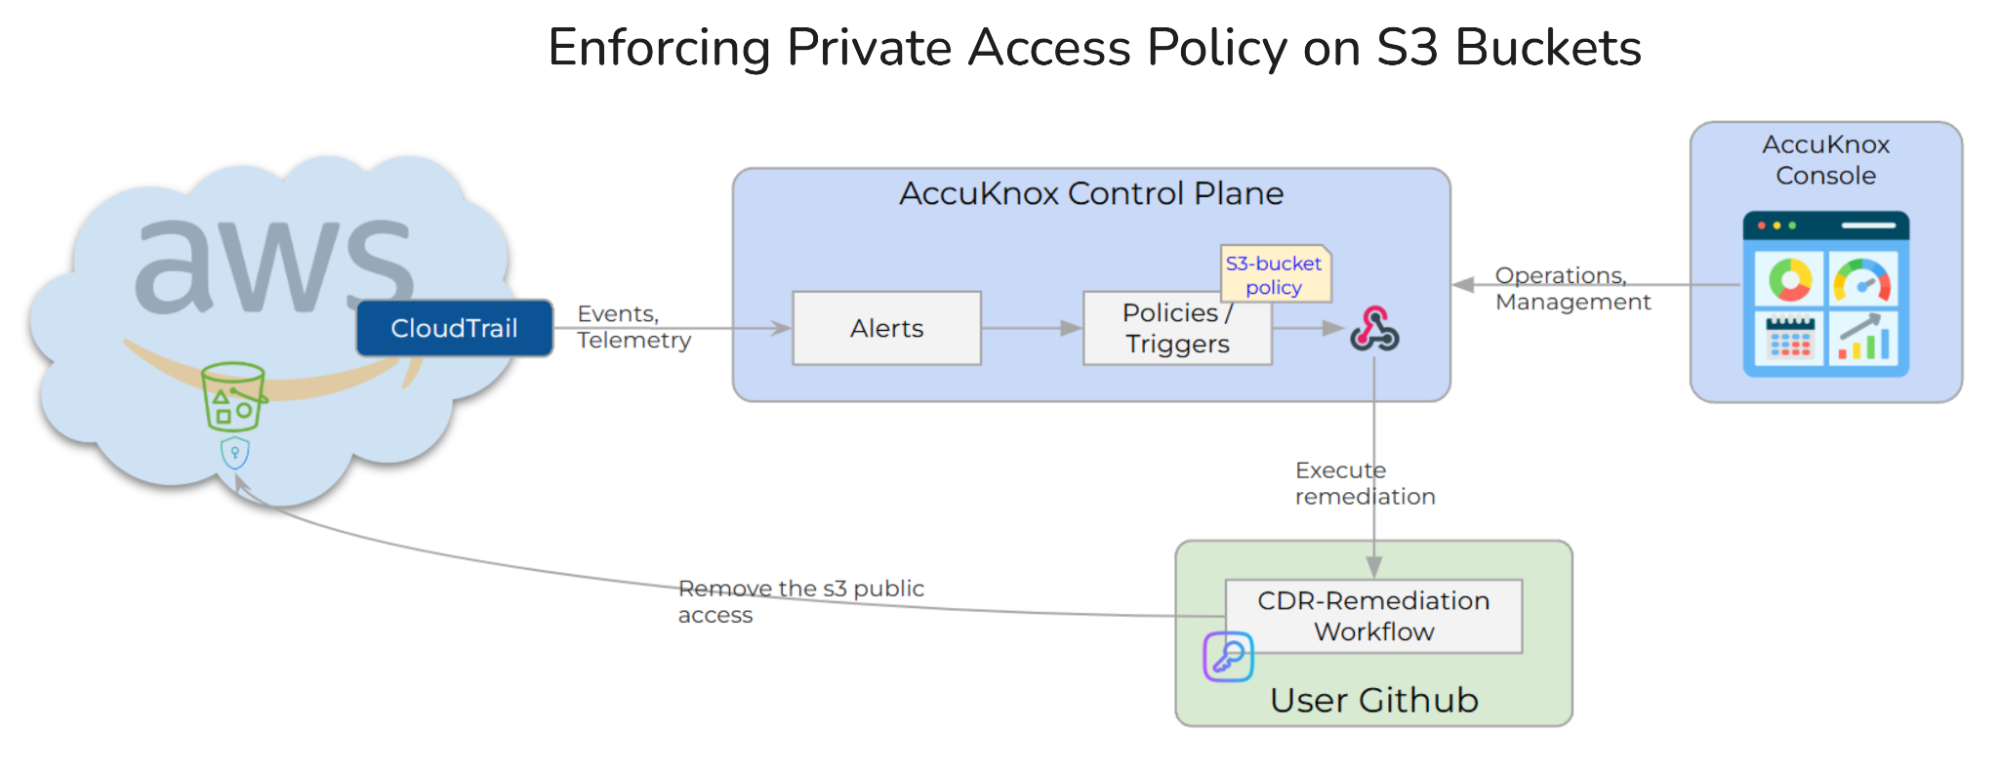 Enforcing Private Access Policy on S3 Buckets
AccuKnox
Console
AccuKnox Control Plane
aws
CloudTrail
Events,
Telemetry
Alerts
Policies /
Triggers
S3-bucket
policy
Operations,
Management
Execute
remediation
Remove the s3 public
access
CDR-Remediation
Workflow
User Github